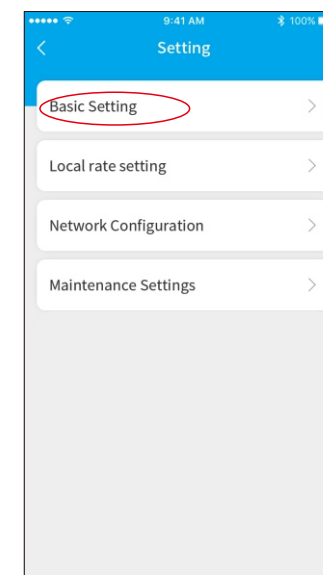 9:41 AM
100%
Setting
Basic Setting
Local rate setting
Network Configuration
Maintenance Settings